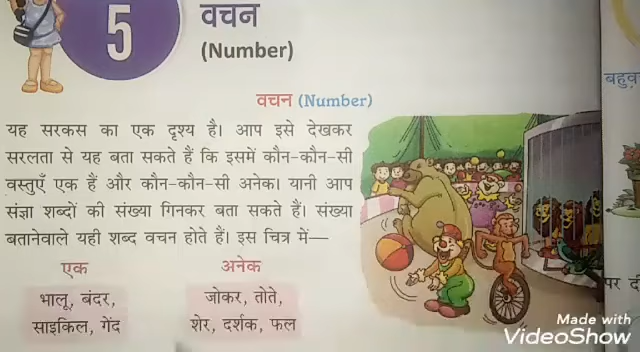 5
वचन
(Number)
वचन (Number)
यह सरकस का एक दृश्य है। आप इसे देखकर
सरलता से यह बता सकते हैं कि इसमें कौन-कौन-सी
वस्तुएँ एक हैं और कौन-कौन-सी अनेक। यानी आप
संज्ञा शब्दों की संख्या गिनकर बता सकते हैं। संख्या
बतानेवाले यही शब्द वचन होते हैं। इस चित्र में—
एक
भालू, बंदर,
साइकिल, गेंद
अनेक
जोकर, तोते,
शेर, दर्शक, फल
पर
Made with
VideoShow